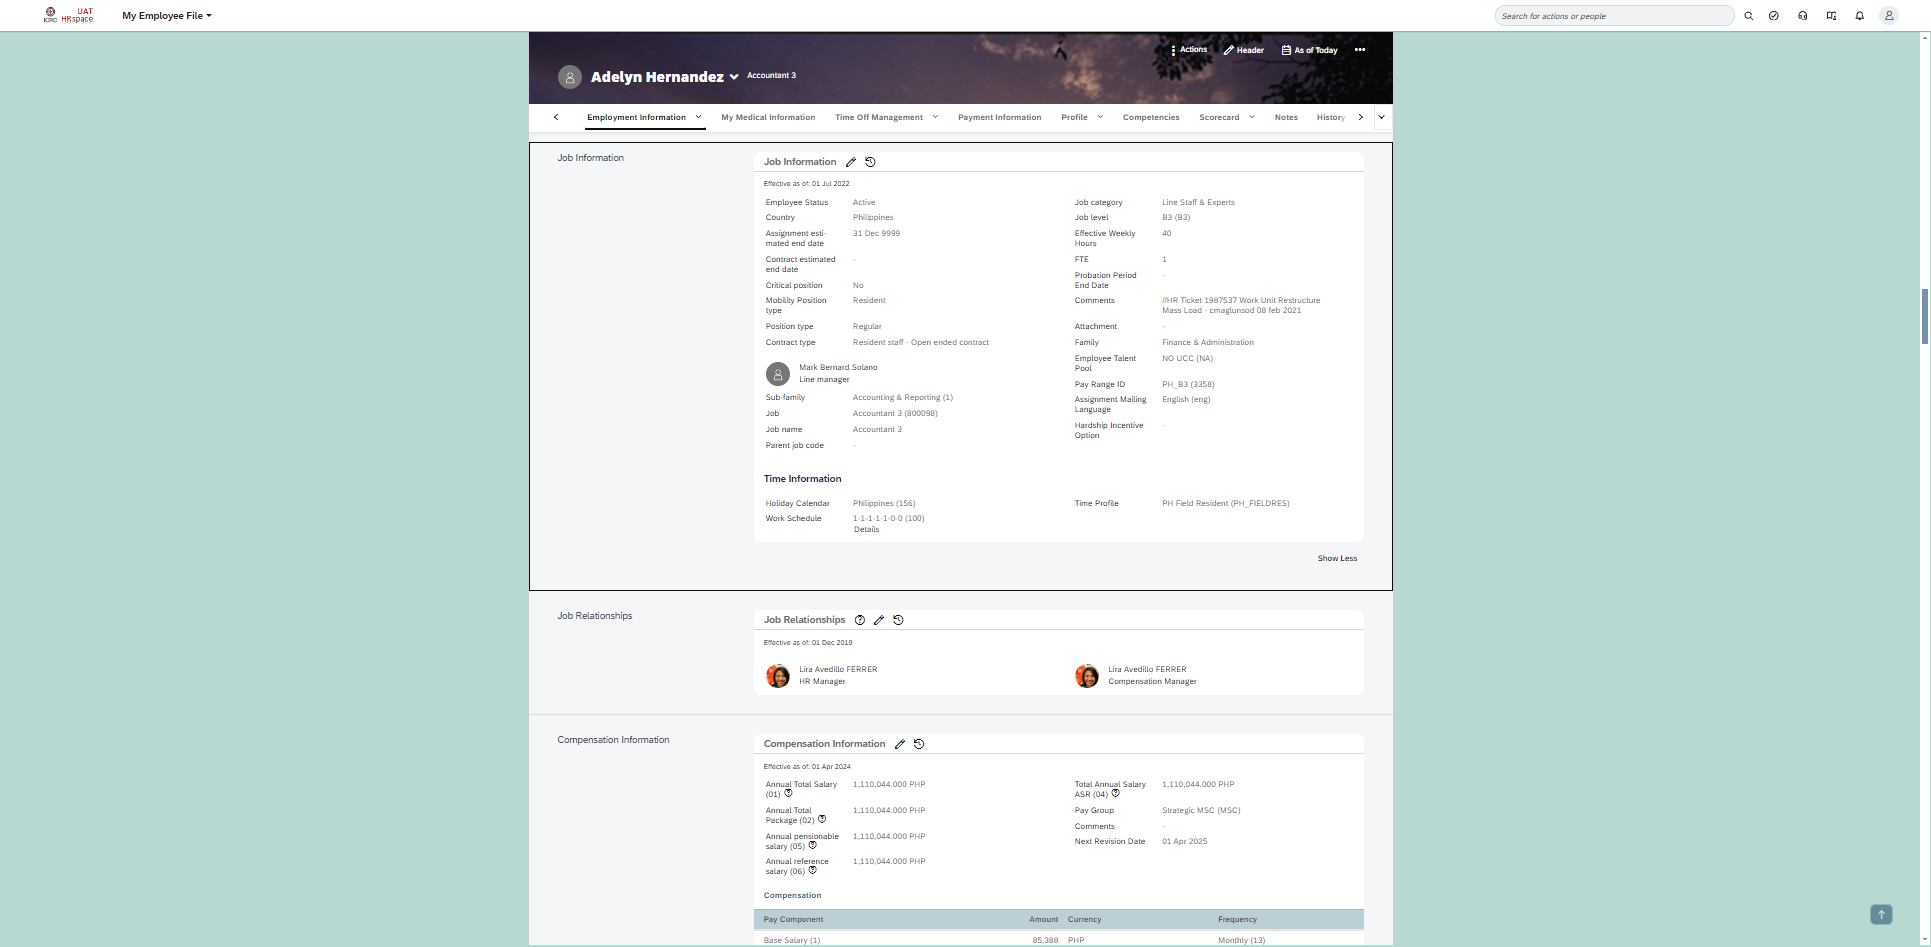 ICRC UAT HRspace
My Employee File
Search for actions or people
Actions
Header
As of Today
Adelyn Hernandez
Accountant 3
Employment Information
My Medical Information
Time Off Management
Payment Information
Profile
Competencies
Scorecard
Notes
History
Job Information
Job Information
Effective as of: 01 Jul 2022
Employee Status Active
Country Philippines
Assignment esti-
mated end date 31 Dec 9999
Contract estimated
end date -
Critical position No
Mobility Position
type Resident
Position type Regular
Contract type Resident staff - Open ended contract
Mark Bernard Solano
Line manager
Sub-family Accounting & Reporting (1)
Job Accountant 3 (800098)
Job name Accountant 3
Parent job code -
Job category Line Staff & Experts
Job level B3 (B3)
Effective Weekly
Hours 40
FTE 1
Probation Period
End Date -
Comments //HR Ticket 1987537 Work Unit Restructure
Mass Load - cmaglunsod 08 feb 2021
Attachment -
Family Finance & Administration
Employee Talent
Pool NO UCC (NA)
Pay Range ID PH_B3 (3358)
Assignment Mailing
Language English (eng)
Hardship Incentive
Option -
Time Information
Holiday Calendar Philippines (156)
Work Schedule 1-1-1-1-1-0-0 (100)
Details
Time Profile PH Field Resident (PH_FIELDRES)
Show Less
Job Relationships
Job Relationships
Effective as of: 01 Dec 2019
Lira Avedillo FERRER
HR Manager
Lira Avedillo FERRER
Compensation Manager
Compensation Information
Compensation Information
Effective as of: 01 Apr 2024
Annual Total Salary
(01) 1,110,044.000 PHP
Annual Total
Package (02) 1,110,044.000 PHP
Annual pensionable
salary (05) 1,110,044.000 PHP
Annual reference
salary (06) 1,110,044.000 PHP
Total Annual Salary
ASR (04) 1,110,044.000 PHP
Pay Group Strategic MSC (MSC)
Comments -
Next Revision Date 01 Apr 2025
Compensation
Pay Component Amount Currency Frequency
Base Salary (1) 85,388 PHP Monthly (13)